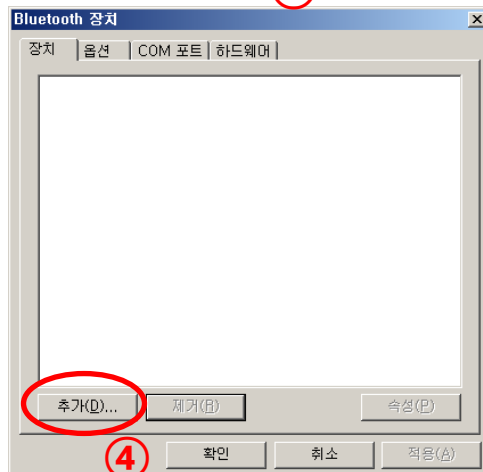 Bluetooth 장치
장치 옵션 COM 포트 하드웨어
추가(D)... 제거(R) 속성(P)
④ 확인 취소 적용(A)